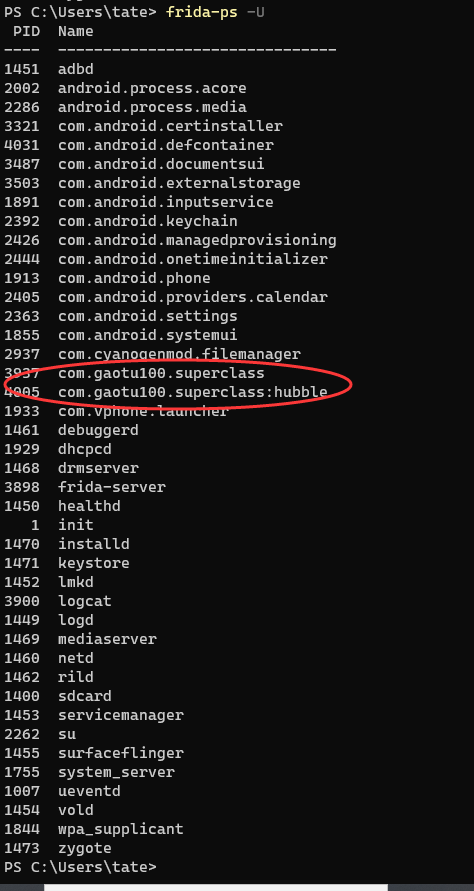 PS C:\Users\tate> frida-ps -U
 PID  Name
----  -------------------------------
1451  adbd
2002  android.process.acore
2286  android.process.media
3321  com.android.certinstaller
4031  com.android.defcontainer
3487  com.android.documentsui
3503  com.android.externalstorage
1891  com.android.inputservice
2392  com.android.keychain
2426  com.android.managedprovisioning
2444  com.android.onetimeinitializer
1913  com.android.phone
2405  com.android.providers.calendar
2363  com.android.settings
1855  com.android.systemui
2937  com.cyanogenmod.filemanager
3937  com.gaotu100.superclass
4005  com.gaotu100.superclass:hubble
1933  com.vphone.launcher
1461  debuggerd
1929  dhcpcd
1468  drmserver
3898  frida-server
1450  healthd
   1  init
1470  installd
1471  keystore
1452  lmkd
3900  logcat
1449  logd
1469  mediaserver
1460  netd
1462  rild
1400  sdcard
1453  servicemanager
2262  su
1455  surfaceflinger
1755  system_server
1007  ueventd
1454  vold
1844  wpa_supplicant
1473  zygote
PS C:\Users\tate>